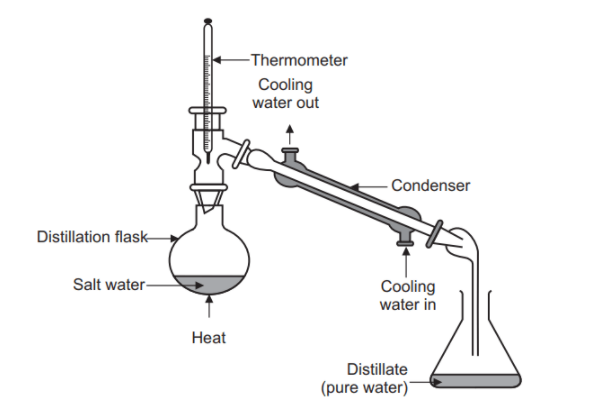 Thermometer
Cooling
water out
Condenser
Distillation flask
Salt water
Cooling
water in
Heat
Distillate
(pure water)